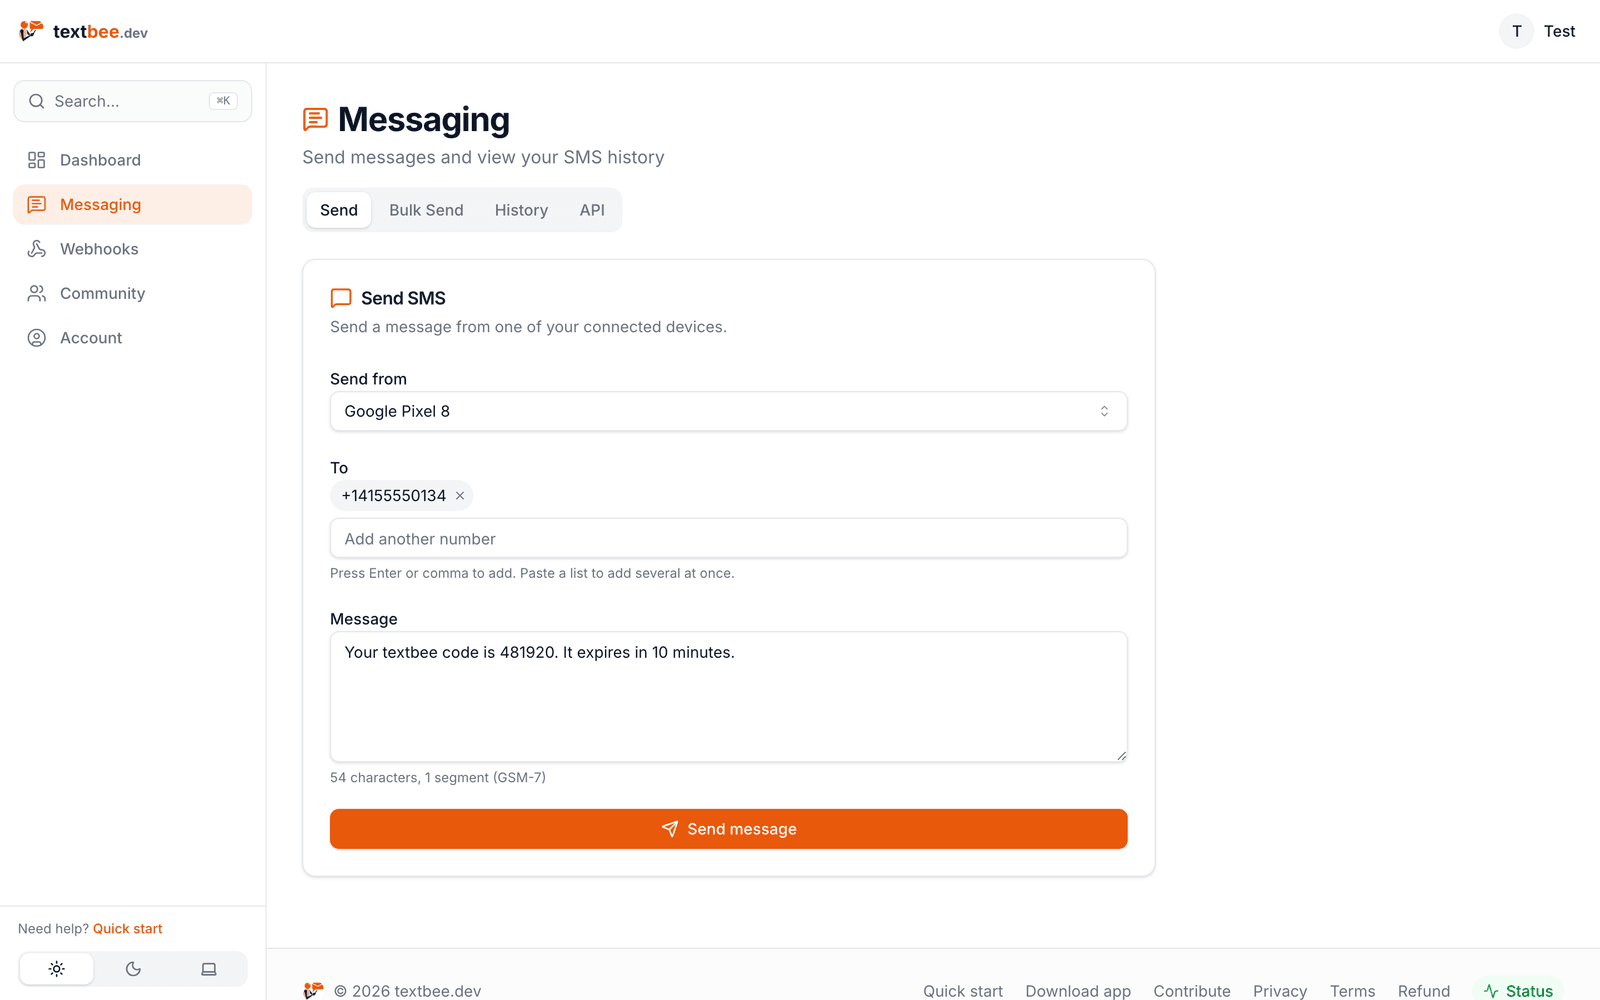 textbee.dev
T Test
Search... ⌘K
Dashboard
Messaging
Webhooks
Community
Account
Need help? Quick start
Messaging
Send messages and view your SMS history
Send Bulk Send History API
Send SMS
Send a message from one of your connected devices.
Send from
Google Pixel 8
To
+14155550134
Add another number
Press Enter or comma to add. Paste a list to add several at once.
Message
Your textbee code is 481920. It expires in 10 minutes.
54 characters, 1 segment (GSM-7)
Send message
© 2026 textbee.dev Quick start Download app Contribute Privacy Terms Refund Status